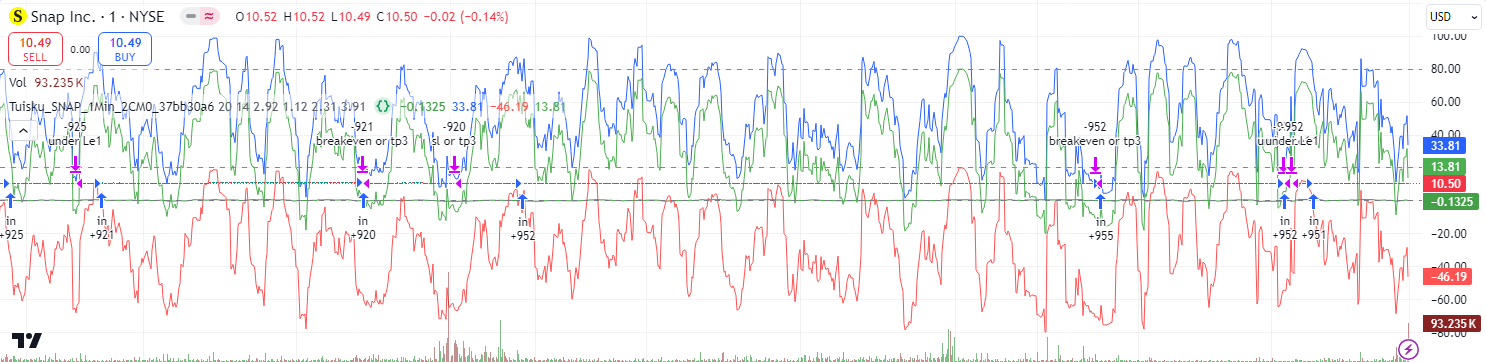 S Snap Inc. · 1 · NYSE O10.52 H10.52 L10.49 C10.50 −0.02 (−0.14%)
USD
10.49
SELL
0.00
10.49
BUY
Vol 93.235 K
Tuisku_SNAP_1Min_2CM0_37bb30a6 20 14 2.92 1.12 2.31 3.91 {} −0.1325 33.81 −46.19 13.81
100.00
80.00
60.00
40.00
33.81
13.81
10.50
−0.1325
−20.00
−40.00
−46.19
−60.00
93.235 K
−80.00
-925
under Le1
-921
breakeven or tp3
-920
sl or tp3
-952
breakeven or tp3
-952
under Le1
in
+925
in
+921
in
+920
in
+952
in
+955
in
+952
in
+951